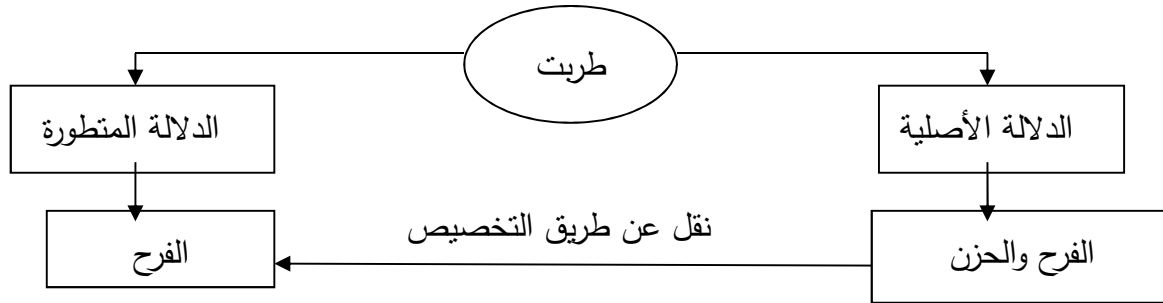 طربت
الدلالة الأصلية
الدلالة المتطورة
نقل عن طريق التخصيص
الفرح والحزن
الفرح